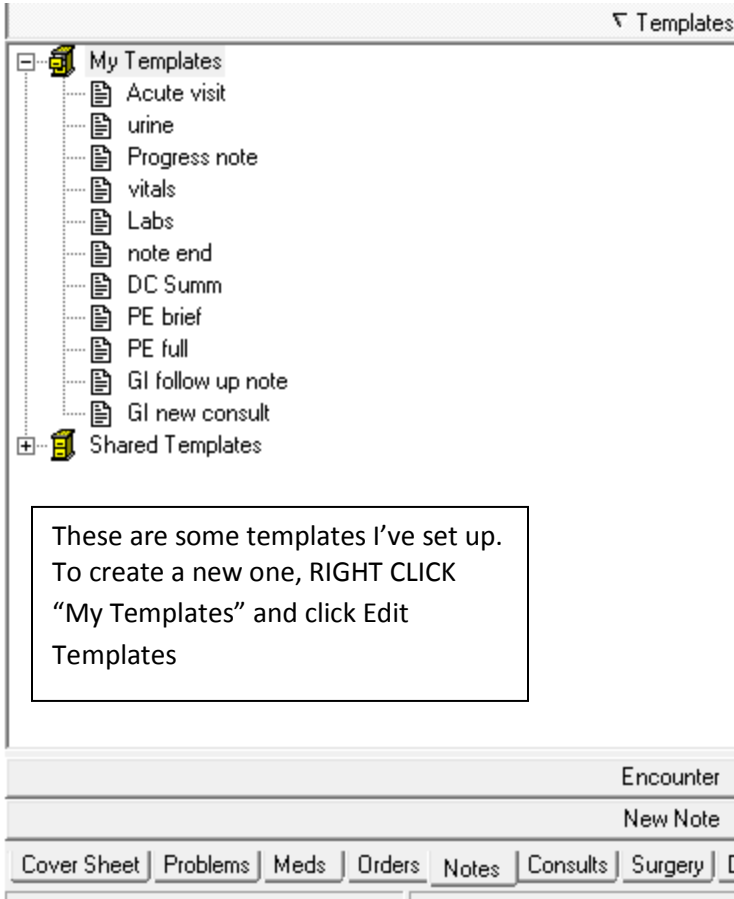 Templates
My Templates
Acute visit
urine
Progress note
vitals
Labs
note end
DC Summ
PE brief
PE full
GI follow up note
GI new consult
Shared Templates
These are some templates I’ve set up.
To create a new one, RIGHT CLICK
“My Templates” and click Edit
Templates
Encounter
New Note
Cover Sheet Problems Meds Orders Notes Consults Surgery